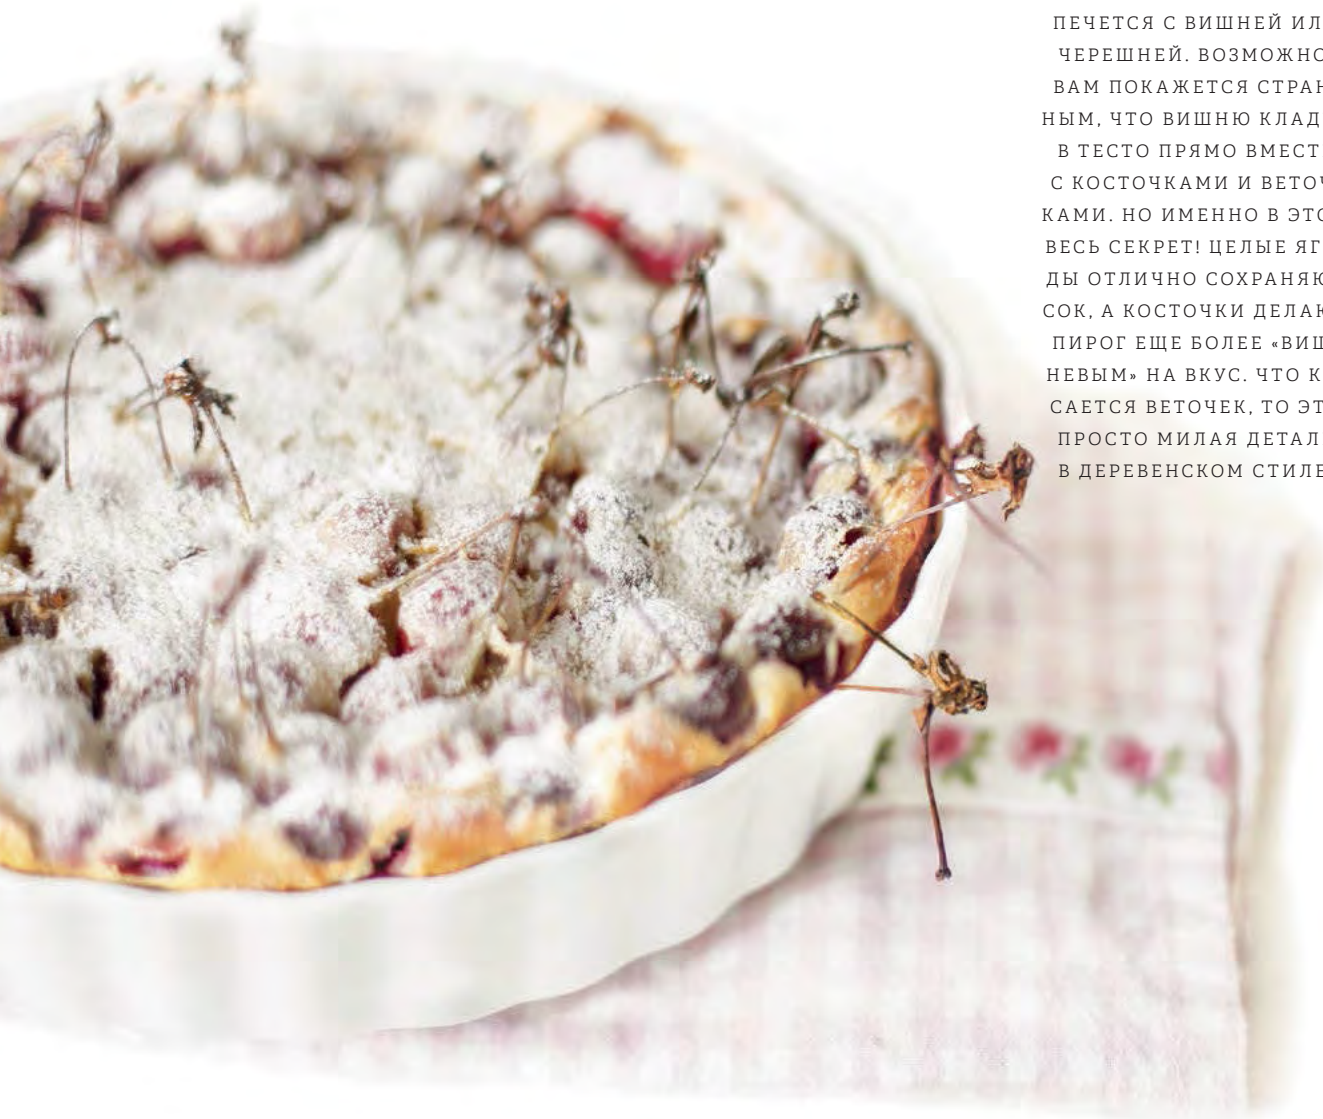 ПЕЧЕТСЯ С ВИШНЕЙ ИЛ
ЧЕРЕШНЕЙ. ВОЗМОЖНО
ВАМ ПОКАЖЕТСЯ СТРАН
НЫМ, ЧТО ВИШНЮ КЛАД
В ТЕСТО ПРЯМО ВМЕСТ
С КОСТОЧКАМИ И ВЕТОЧ
КАМИ. НО ИМЕННО В ЭТО
ВЕСЬ СЕКРЕТ! ЦЕЛЫЕ ЯГ
ДЫ ОТЛИЧНО СОХРАНЯЮ
СОК, А КОСТОЧКИ ДЕЛАЮ
ПИРОГ ЕЩЕ БОЛЕЕ «ВИШ
НЕВЫМ» НА ВКУС. ЧТО К
САЕТСЯ ВЕТОЧЕК, ТО ЭТ
ПРОСТО МИЛАЯ ДЕТАЛ
В ДЕРЕВЕНСКОМ СТИЛЕ